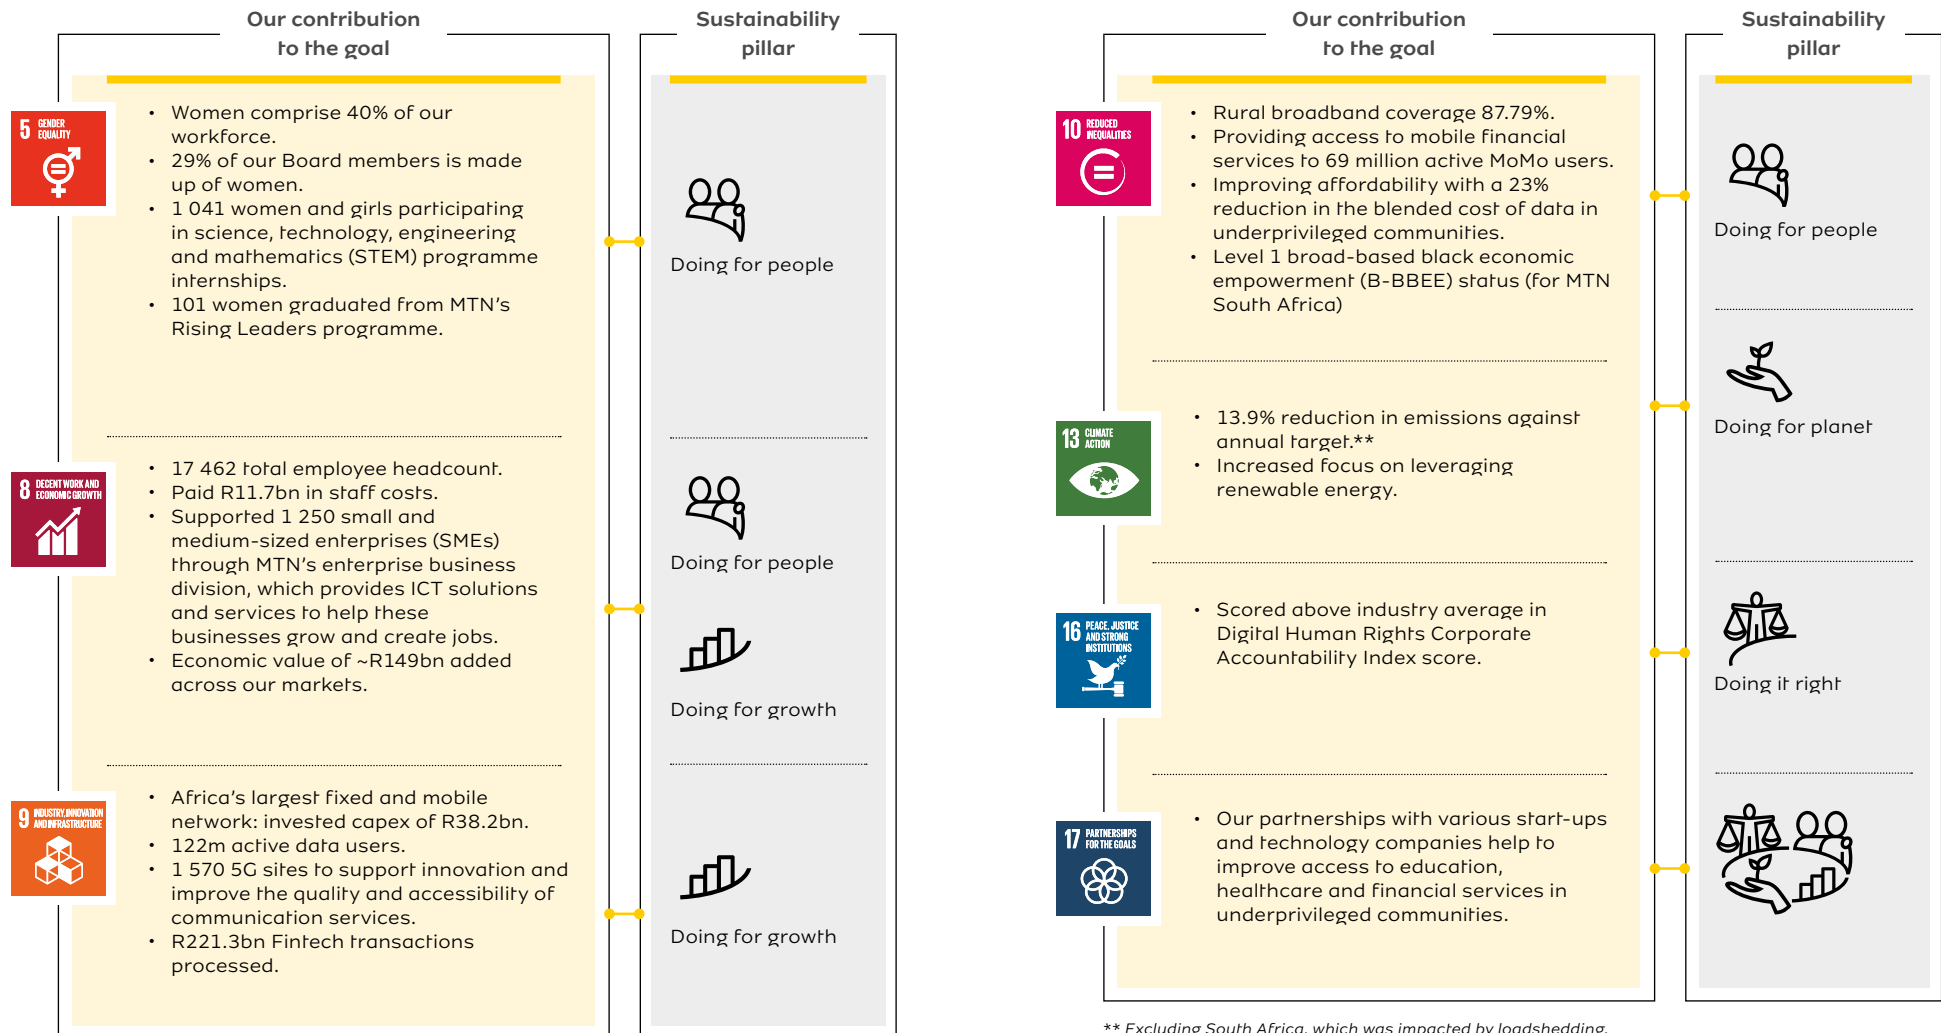 Our contribution
to the goal
Sustainability
pillar
5 GENDER
EQUALITY
• Women comprise 40% of our
workforce.
• 29% of our Board members is made
up of women.
• 1 041 women and girls participating
in science, technology, engineering
and mathematics (STEM) programme
internships.
• 101 women graduated from MTN's
Rising Leaders programme.
Doing for people
8 DECENT WORK AND
ECONOMIC GROWTH
• 17 462 total employee headcount.
• Paid R11.7bn in staff costs.
• Supported 1 250 small and
medium-sized enterprises (SMEs)
through MTN's enterprise business
division, which provides ICT solutions
and services to help these
businesses grow and create jobs.
• Economic value of ~R149bn added
across our markets.
Doing for people
Doing for growth
9 INDUSTRY, INNOVATION
AND INFRASTRUCTURE
• Africa's largest fixed and mobile
network: invested capex of R38.2bn.
• 122m active data users.
• 1 570 5G sites to support innovation and
improve the quality and accessibility of
communication services.
• R221.3bn Fintech transactions
processed.
Doing for growth
Our contribution
to the goal
Sustainability
pillar
10 REDUCED
INEQUALITIES
• Rural broadband coverage 87.79%.
• Providing access to mobile financial
services to 69 million active MoMo users.
• Improving affordability with a 23%
reduction in the blended cost of data in
underprivileged communities.
• Level 1 broad-based black economic
empowerment (B-BBEE) status (for MTN
South Africa)
Doing for people
13 CLIMATE
ACTION
• 13.9% reduction in emissions against
annual target.**
• Increased focus on leveraging
renewable energy.
Doing for planet
16 PEACE, JUSTICE
AND STRONG
INSTITUTIONS
• Scored above industry average in
Digital Human Rights Corporate
Accountability Index score.
Doing it right
17 PARTNERSHIPS
FOR THE GOALS
• Our partnerships with various start-ups
and technology companies help to
improve access to education,
healthcare and financial services in
underprivileged communities.
** Excluding South Africa, which was impacted by loadshedding.